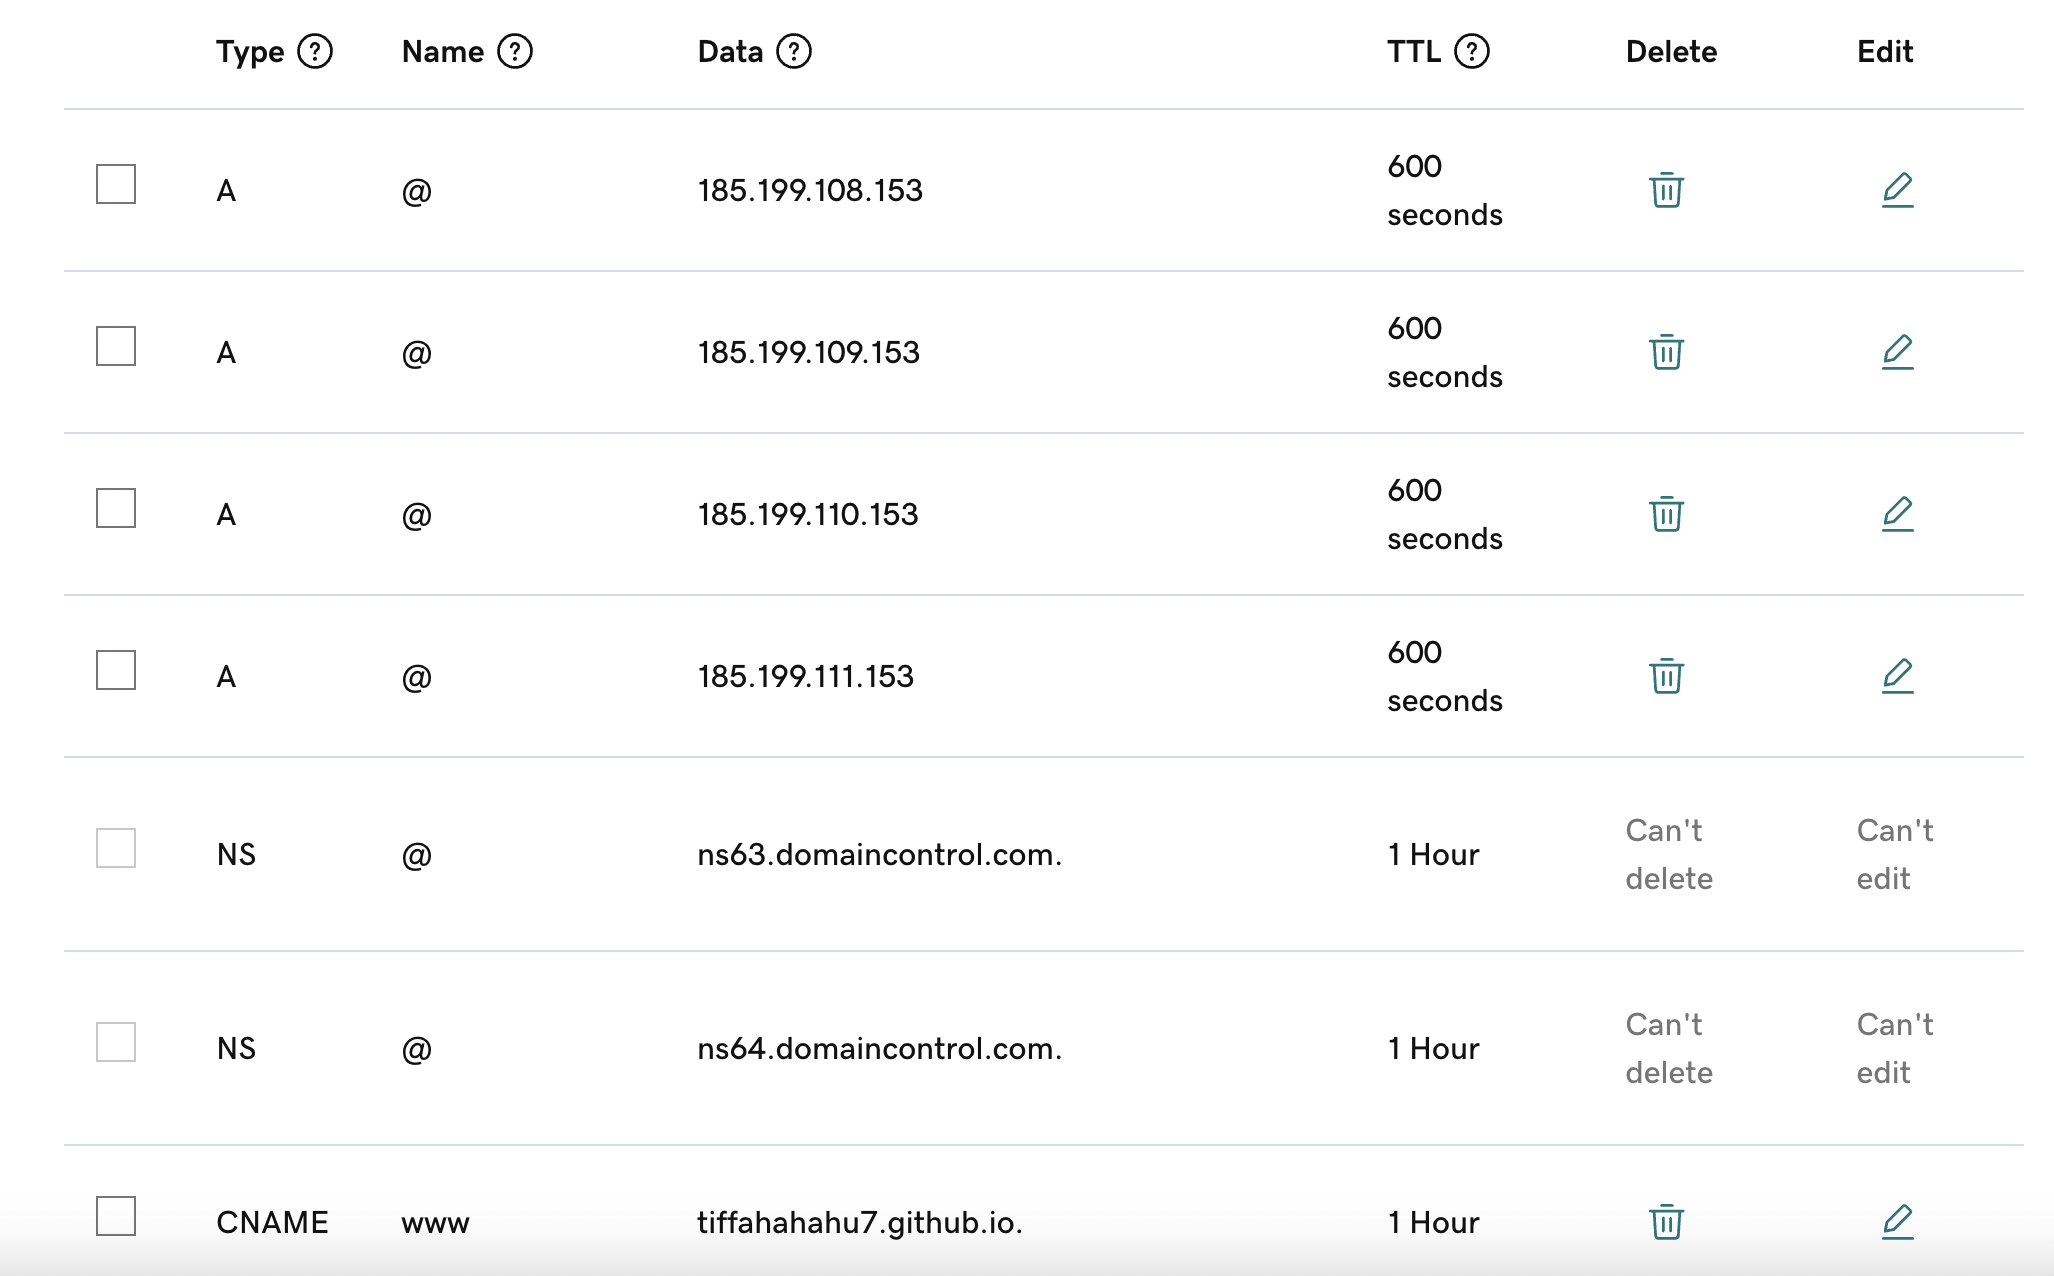 Type ? Name ? Data ? TTL ? Delete Edit
A @ 185.199.108.153 600 seconds
A @ 185.199.109.153 600 seconds
A @ 185.199.110.153 600 seconds
A @ 185.199.111.153 600 seconds
NS @ ns63.domaincontrol.com. 1 Hour Can't delete Can't edit
NS @ ns64.domaincontrol.com. 1 Hour Can't delete Can't edit
CNAME www tiffahahahu7.github.io. 1 Hour